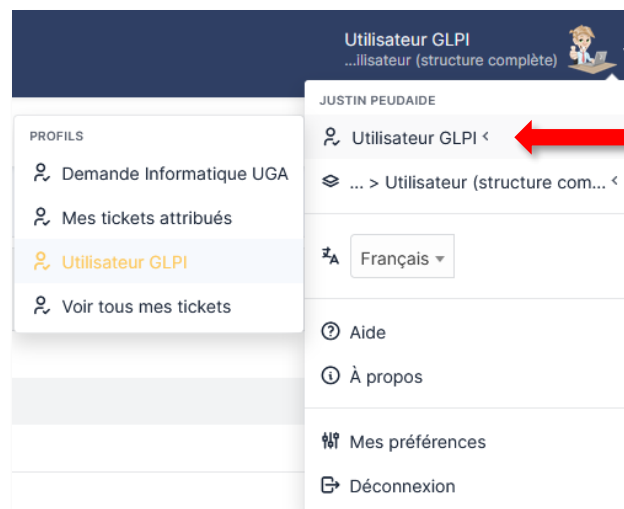 Utilisateur GLPI
...ilisateur (structure complète)
JUSTIN PEUDAIDE
Utilisateur GLPI <
... > Utilisateur (structure com... <
Français
Aide
À propos
Mes préférences
Déconnexion
PROFILS
Demande Informatique UGA
Mes tickets attribués
Utilisateur GLPI
Voir tous mes tickets